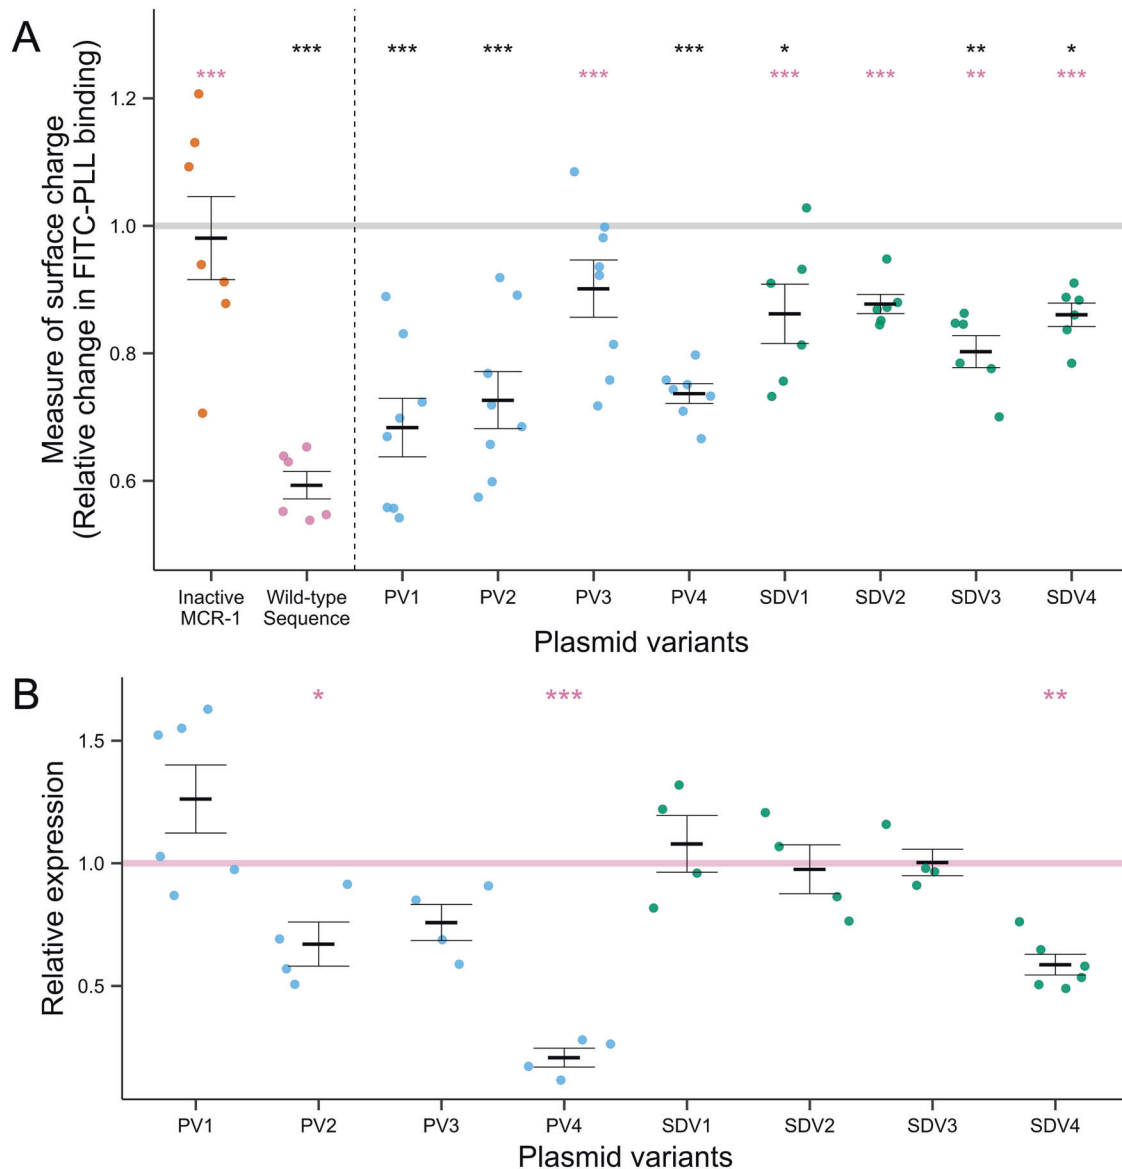 A
*** *** *** *** * ** *
*** *** *** *** ** ***
Measure of surface charge
(Relative change in FITC-PLL binding)
1.2
1.0
0.8
0.6
Inactive MCR-1
Wild-type Sequence
PV1 PV2 PV3 PV4 SDV1 SDV2 SDV3 SDV4
Plasmid variants
B
* *** **
Relative expression
1.5
1.0
0.5
PV1 PV2 PV3 PV4 SDV1 SDV2 SDV3 SDV4
Plasmid variants